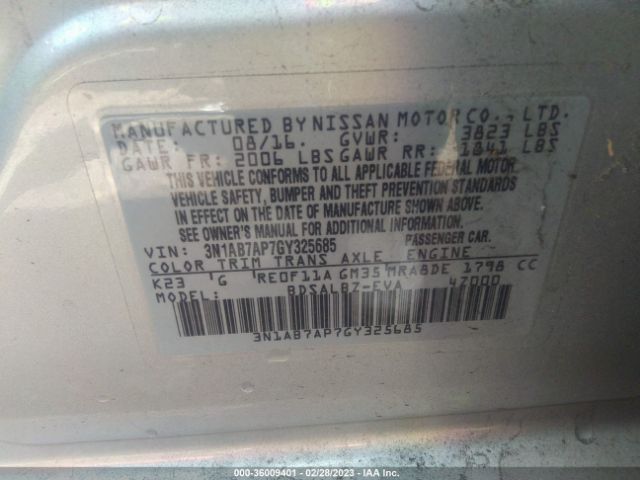 MANUFACTURED BY NISSAN MOTOR CO., LTD.
DATE: 08/16. GVWR: 3823 LBS
GAWR FR: 2006 LBS GAWR RR: 1841 LBS
THIS VEHICLE CONFORMS TO ALL APPLICABLE FEDERAL MOTOR
VEHICLE SAFETY, BUMPER AND THEFT PREVENTION STANDARDS
IN EFFECT ON THE DATE OF MANUFACTURE SHOWN ABOVE.
SEE OWNER'S MANUAL FOR ADDITIONAL INFORMATION.
VIN: 3N1AB7AP7GY325685 PASSENGER CAR.
COLOR TRIM TRANS AXLE ENGINE
K23 G RE0F11A GM35 MRA8DE 1798 CC
MODEL: BDSALBZ-EVA 4Z000
3N1AB7AP7GY325685
000-36009401 - 02/28/2023 - IAA Inc.